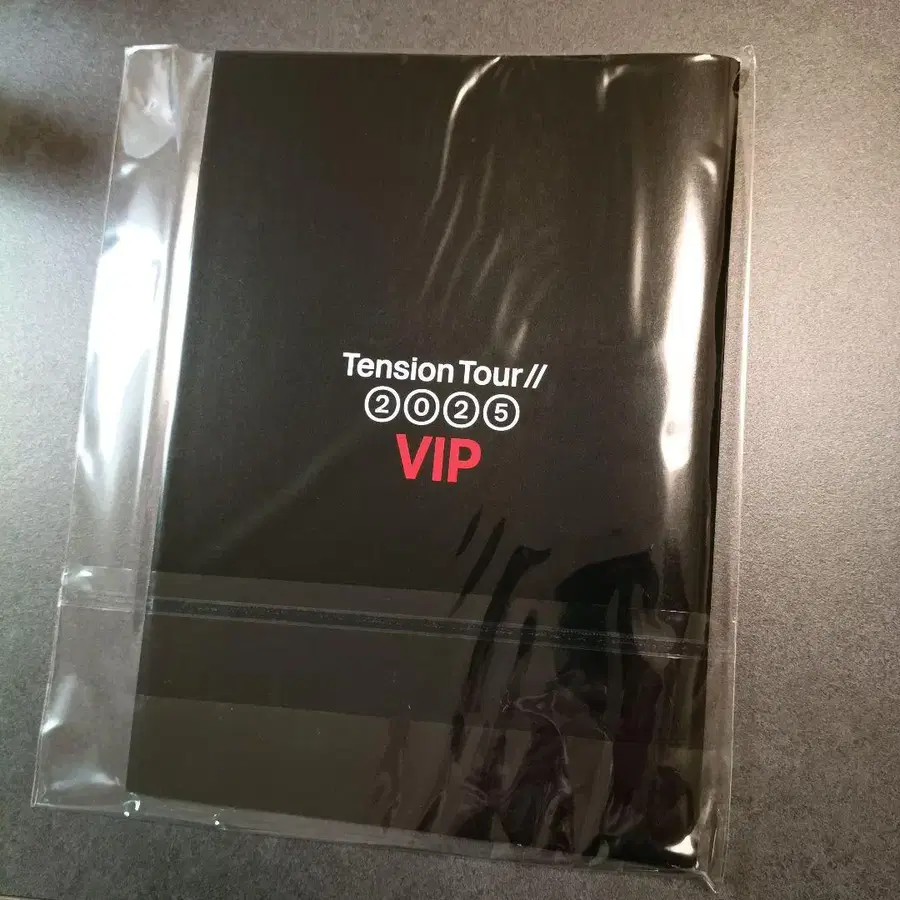 Tension Tour//
②⓪②⑤
VIP